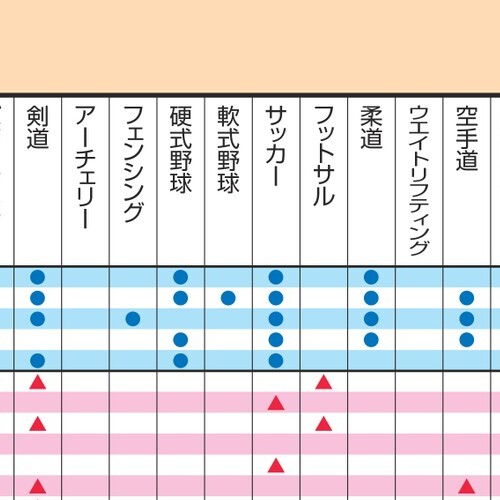 剣道
アーチェリー
フェンシング
硬式野球
軟式野球
サッカー
フットサル
柔道
ウエイトリフティング
空手道